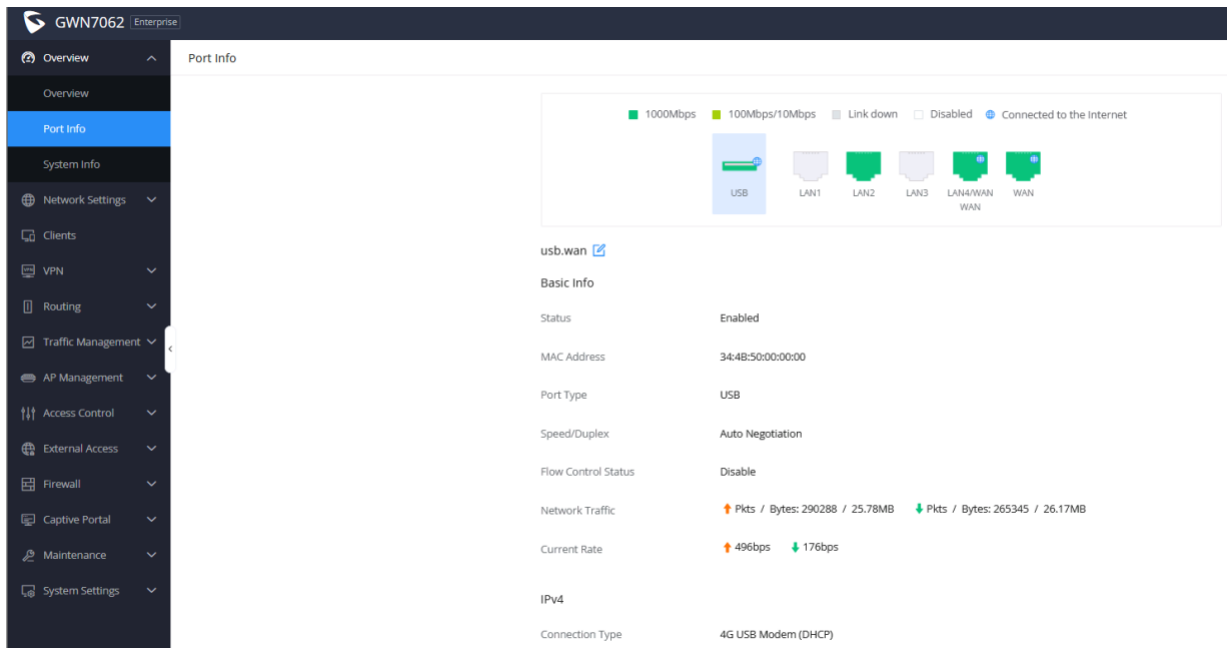 GWN7062 Enterprise
Overview
Port Info
Overview
Port Info
System Info
Network Settings
Clients
VPN
Routing
Traffic Management
AP Management
Access Control
External Access
Firewall
Captive Portal
Maintenance
System Settings
1000Mbps 100Mbps/10Mbps Link down Disabled Connected to the Internet
USB LAN1 LAN2 LAN3 LAN4/WAN WAN
WAN
usb.wan
Basic Info
Status Enabled
MAC Address 34:4B:50:00:00:00
Port Type USB
Speed/Duplex Auto Negotiation
Flow Control Status Disable
Network Traffic Pkts / Bytes: 290288 / 25.78MB Pkts / Bytes: 265345 / 26.17MB
Current Rate 496bps 176bps
IPv4
Connection Type 4G USB Modem (DHCP)